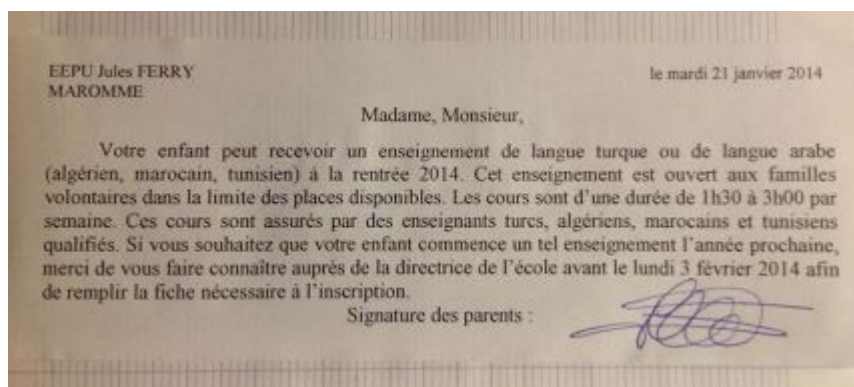 EEPU Jules FERRY
le mardi 21 janvier 2014
MAROMME
Madame, Monsieur,
Votre enfant peut recevoir un enseignement de langue turque ou de langue arabe
(algérien, marocain, tunisien) à la rentrée 2014. Cet enseignement est ouvert aux familles
volontaires dans la limite des places disponibles. Les cours sont d'une durée de 1h30 à 3h00 par
semaine. Ces cours sont assurés par des enseignants turcs, algériens, marocains et tunisiens
qualifiés. Si vous souhaitez que votre enfant commence un tel enseignement l'année prochaine,
merci de vous faire connaître auprès de la directrice de l'école avant le lundi 3 février 2014 afin
de remplir la fiche nécessaire à l'inscription.
Signature des parents :